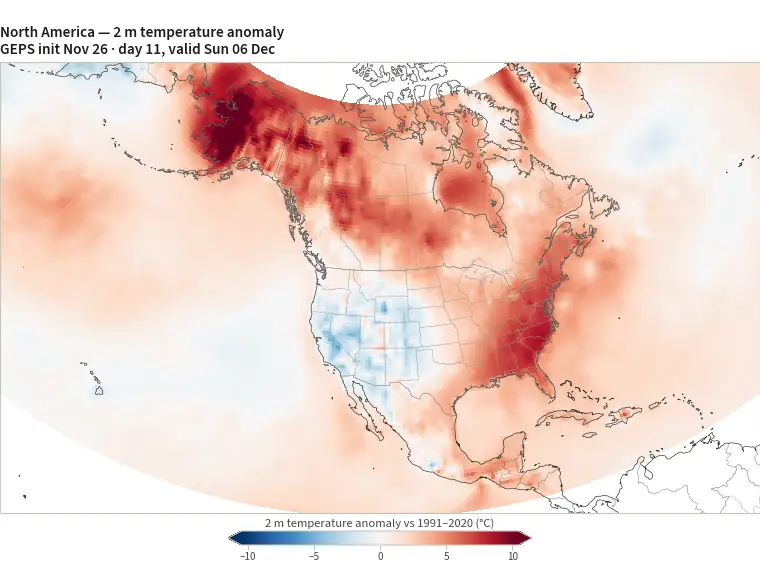 North America — 2 m temperature anomaly
GEPS init Nov 26 · day 11, valid Sun 06 Dec
2 m temperature anomaly vs 1991–2020 (°C)
−10 −5 0 5 10